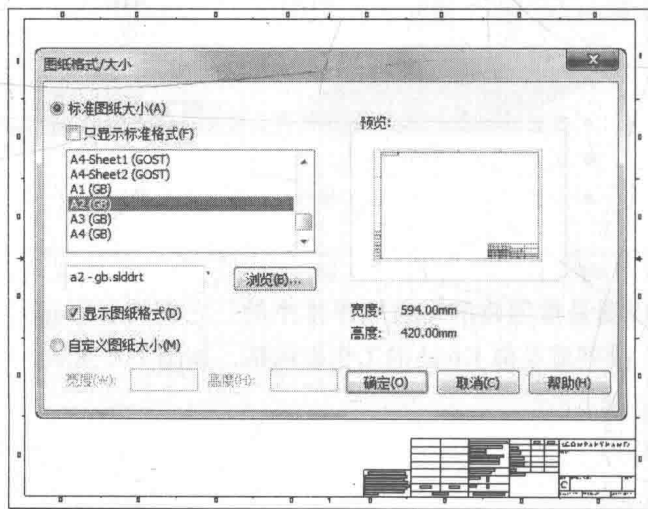 图纸格式/大小
标准图纸大小(A)
只显示标准格式(F)
A4-Sheet1 (GOST)
A4-Sheet2 (GOST)
A1 (GB)
A2 (GB)
A3 (GB)
A4 (GB)
a2 - gb.slddrt
浏览(B)...
显示图纸格式(D)
自定义图纸大小(M)
宽度(W):
高度(H):
预览:
宽度: 594.00mm
高度: 420.00mm
确定(O)
取消(C)
帮助(H)
C